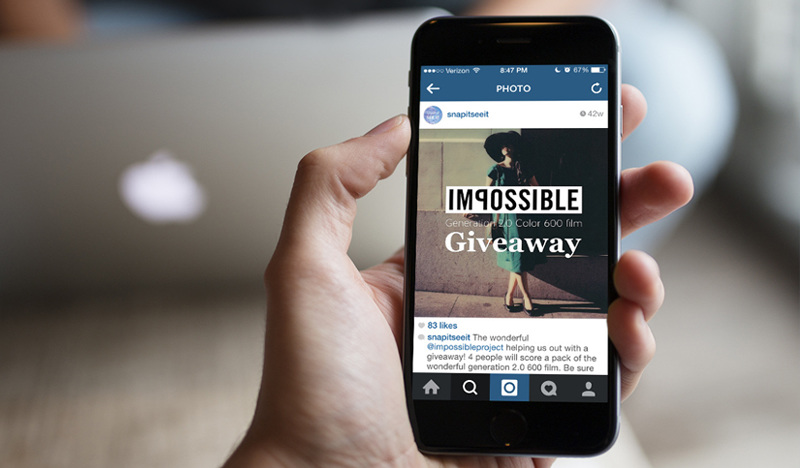 Verizon 8:47 PM 67%
PHOTO
snapitseeit 42w
IMPOSSIBLE
Generation 2.0 Color 600 film
Giveaway
83 likes
snapitseeit The wonderful
@impossibleproject helping us out with a
giveaway! 4 people will score a pack of the
wonderful generation 2.0 600 film. Be sure